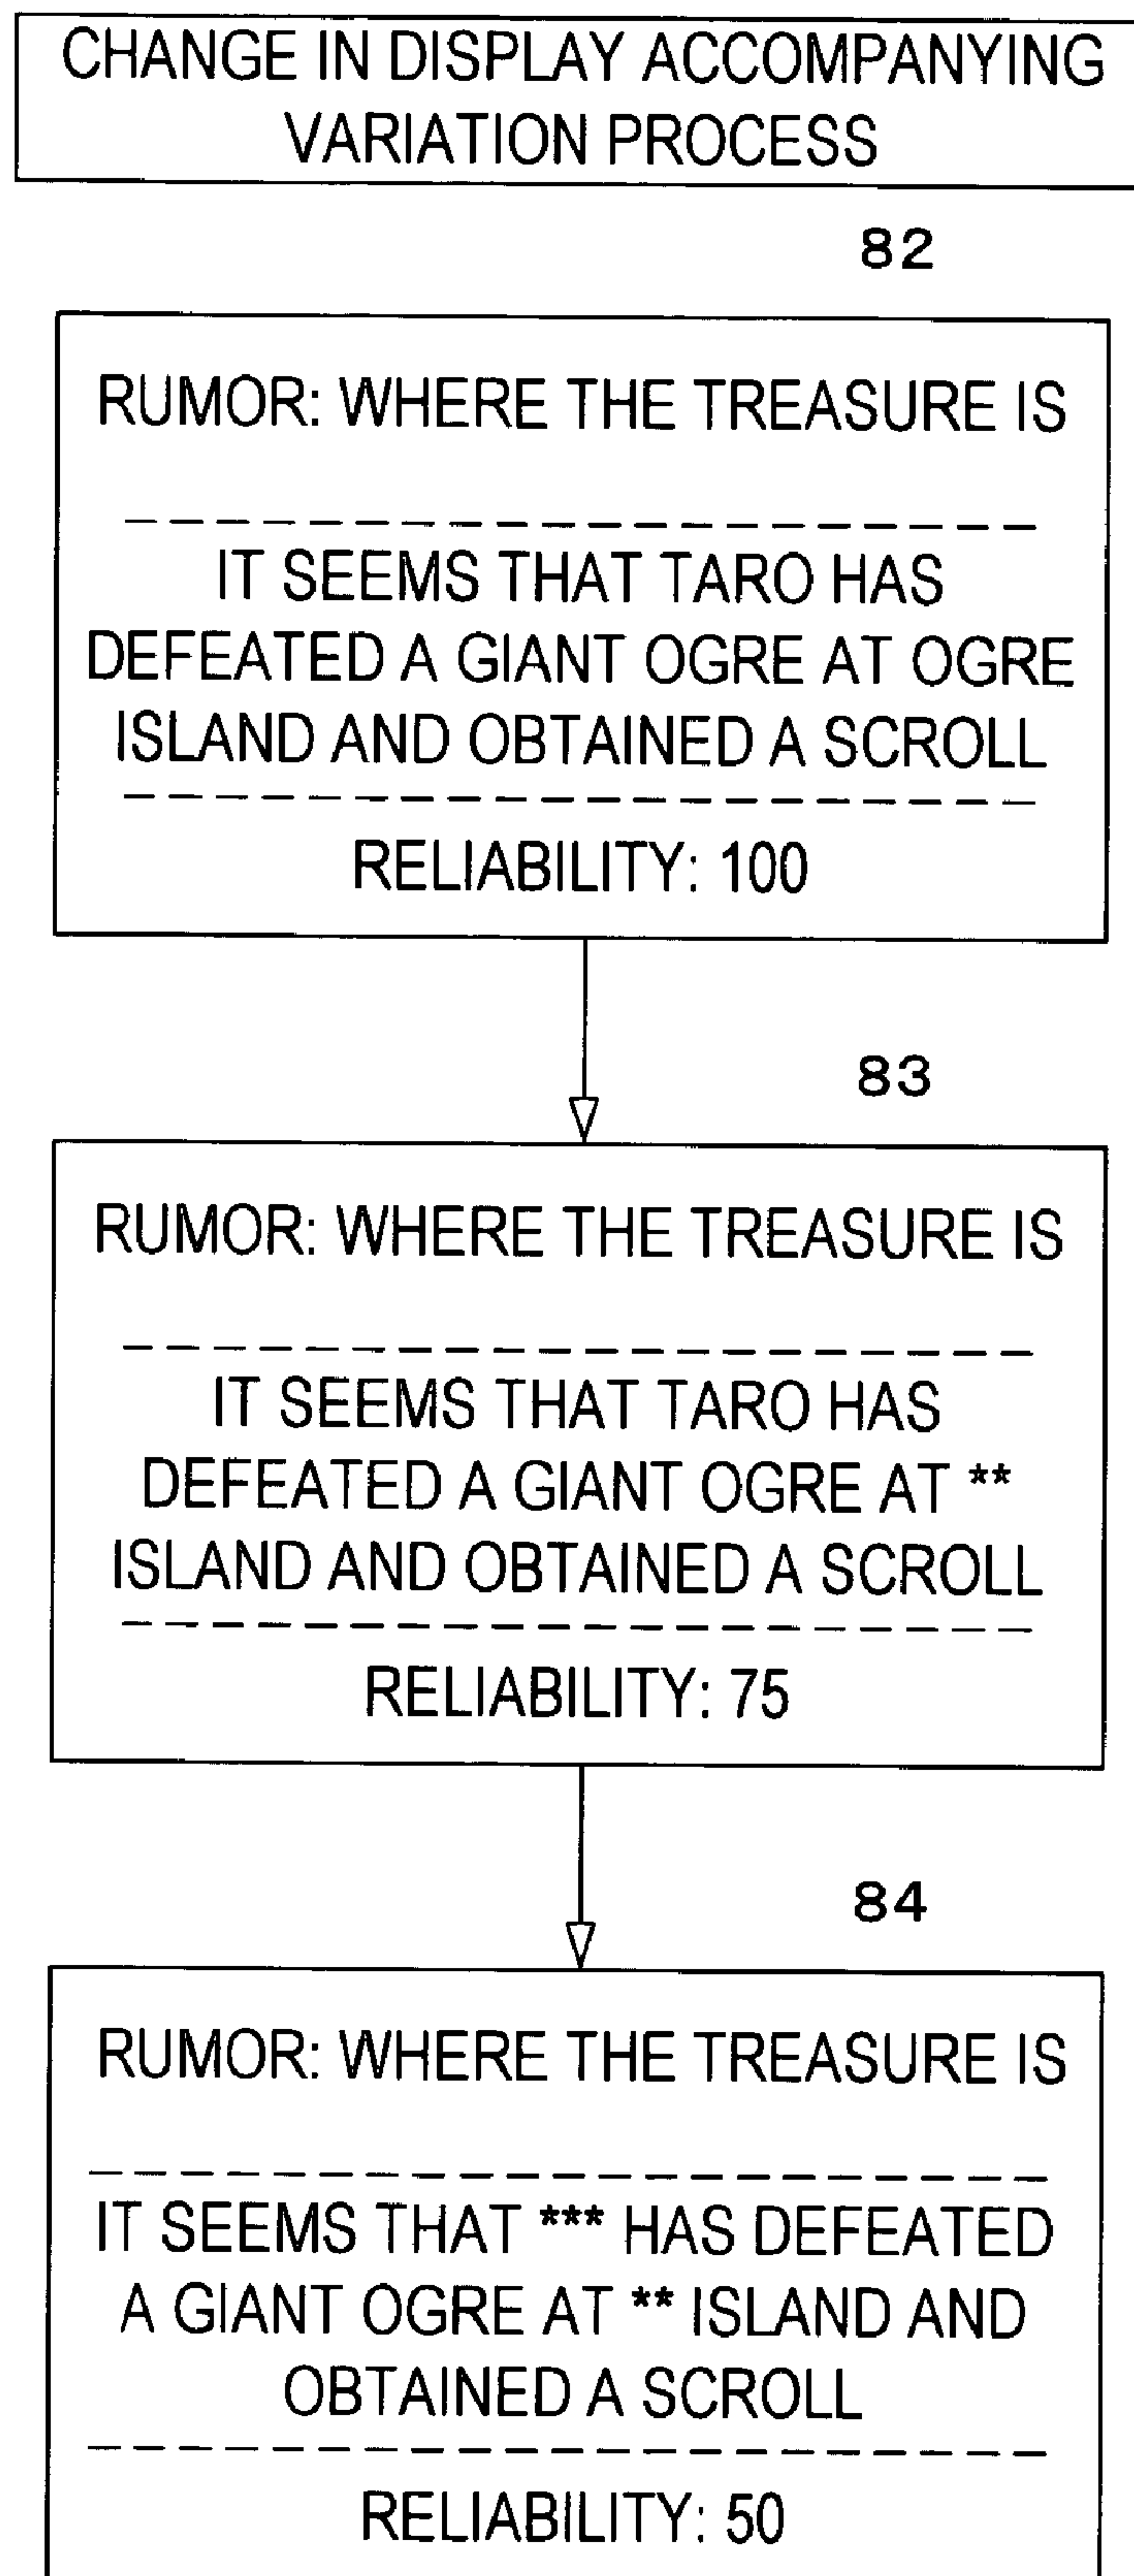 CHANGE IN DISPLAY ACCOMPANYING
VARIATION PROCESS
82
RUMOR: WHERE THE TREASURE IS
IT SEEMS THAT TARO HAS
DEFEATED A GIANT OGRE AT OGRE
ISLAND AND OBTAINED A SCROLL
RELIABILITY: 100
83
RUMOR: WHERE THE TREASURE IS
IT SEEMS THAT TARO HAS
DEFEATED A GIANT OGRE AT **
ISLAND AND OBTAINED A SCROLL
RELIABILITY: 75
84
RUMOR: WHERE THE TREASURE IS
IT SEEMS THAT *** HAS DEFEATED
A GIANT OGRE AT ** ISLAND AND
OBTAINED A SCROLL
RELIABILITY: 50